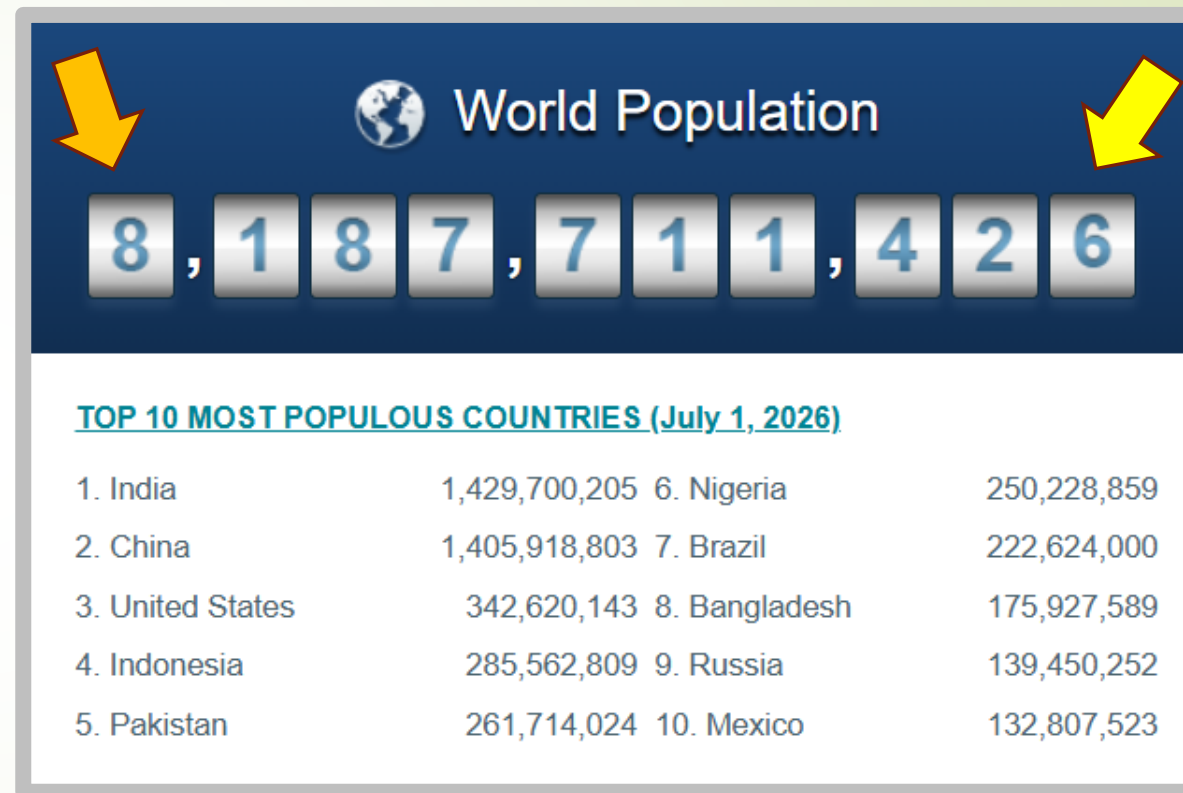 World Population
8,187,711,426
TOP 10 MOST POPULOUS COUNTRIES (July 1, 2026)
1. India 1,429,700,205 6. Nigeria 250,228,859
2. China 1,405,918,803 7. Brazil 222,624,000
3. United States 342,620,143 8. Bangladesh 175,927,589
4. Indonesia 285,562,809 9. Russia 139,450,252
5. Pakistan 261,714,024 10. Mexico 132,807,523